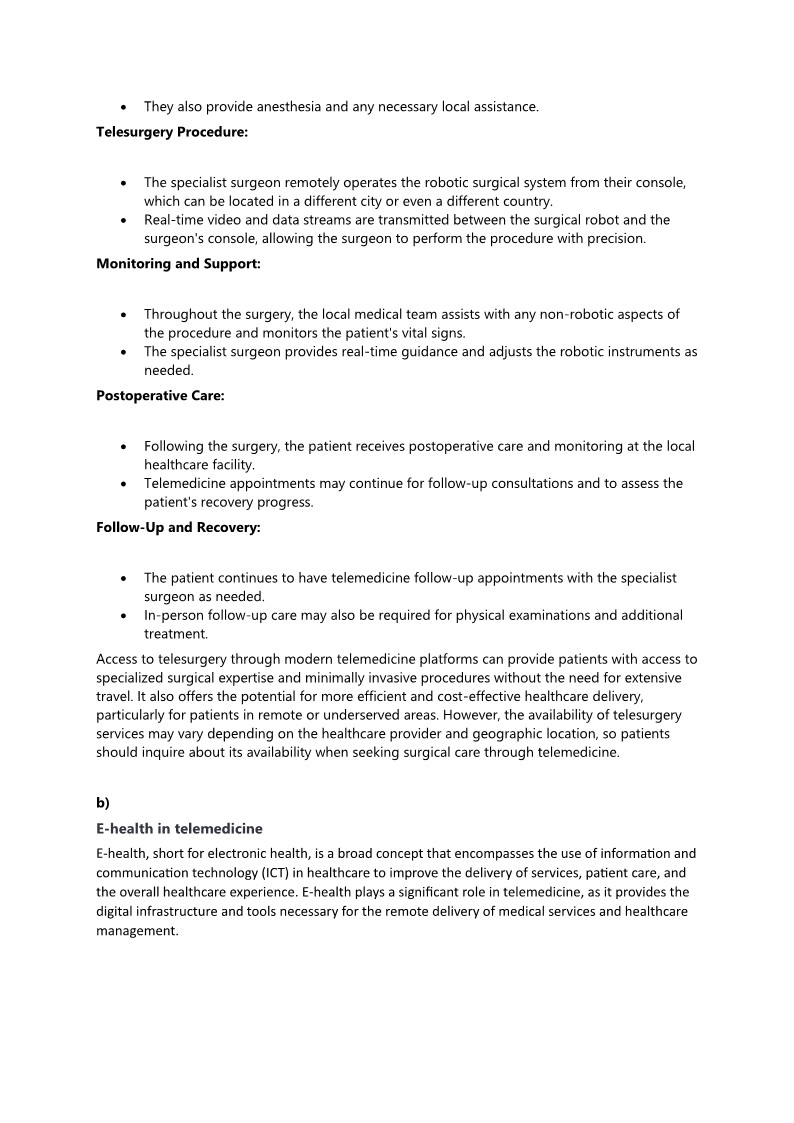 • They also provide anesthesia and any necessary local assistance.
Telesurgery Procedure:
• The specialist surgeon remotely operates the robotic surgical system from their console,
which can be located in a different city or even a different country.
• Real-time video and data streams are transmitted between the surgical robot and the
surgeon's console, allowing the surgeon to perform the procedure with precision.
Monitoring and Support:
• Throughout the surgery, the local medical team assists with any non-robotic aspects of
the procedure and monitors the patient's vital signs.
• The specialist surgeon provides real-time guidance and adjusts the robotic instruments as
needed.
Postoperative Care:
• Following the surgery, the patient receives postoperative care and monitoring at the local
healthcare facility.
• Telemedicine appointments may continue for follow-up consultations and to assess the
patient's recovery progress.
Follow-Up and Recovery:
• The patient continues to have telemedicine follow-up appointments with the specialist
surgeon as needed.
• In-person follow-up care may also be required for physical examinations and additional
treatment.
Access to telesurgery through modern telemedicine platforms can provide patients with access to
specialized surgical expertise and minimally invasive procedures without the need for extensive
travel. It also offers the potential for more efficient and cost-effective healthcare delivery,
particularly for patients in remote or underserved areas. However, the availability of telesurgery
services may vary depending on the healthcare provider and geographic location, so patients
should inquire about its availability when seeking surgical care through telemedicine.
b)
E-health in telemedicine
E-health, short for electronic health, is a broad concept that encompasses the use of information and
communication technology (ICT) in healthcare to improve the delivery of services, patient care, and
the overall healthcare experience. E-health plays a significant role in telemedicine, as it provides the
digital infrastructure and tools necessary for the remote delivery of medical services and healthcare
management.